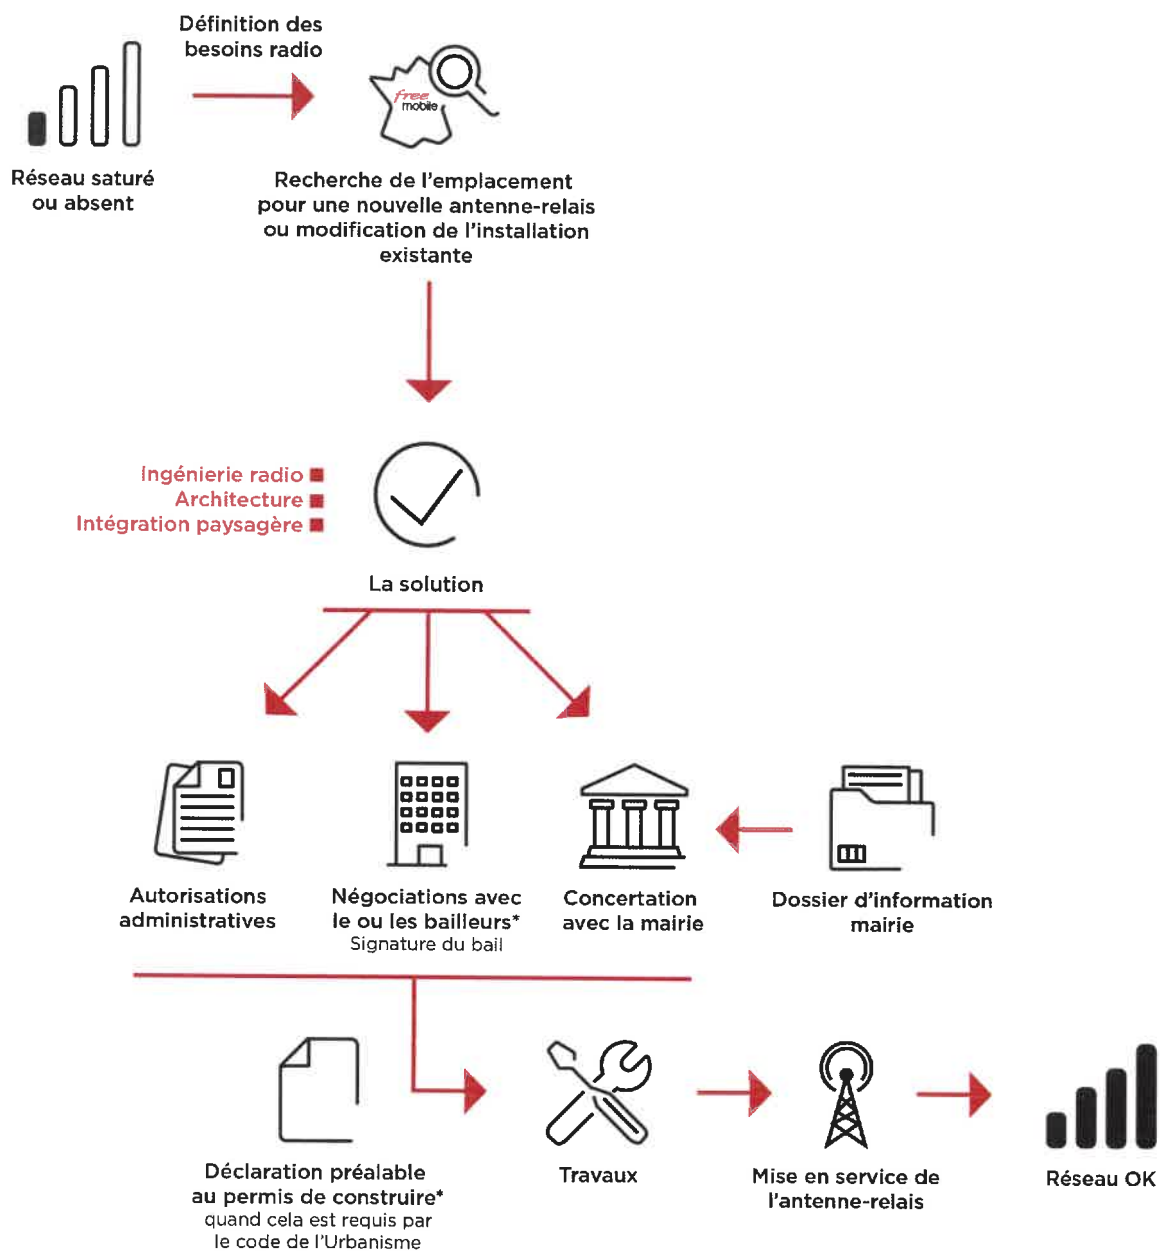 Définition des
besoins radio
free
mobile
Réseau saturé
ou absent
Recherche de l'emplacement
pour une nouvelle antenne-relais
ou modification de l'installation
existante
Ingénierie radio
Architecture
Intégration paysagère
La solution
Autorisations
administratives
Négociations avec
le ou les bailleurs*
Signature du bail
Concertation
avec la mairie
Dossier d'information
mairie
Déclaration préalable
au permis de construire*
quand cela est requis par
le code de l'Urbanisme
Travaux
Mise en service de
l'antenne-relais
Réseau OK